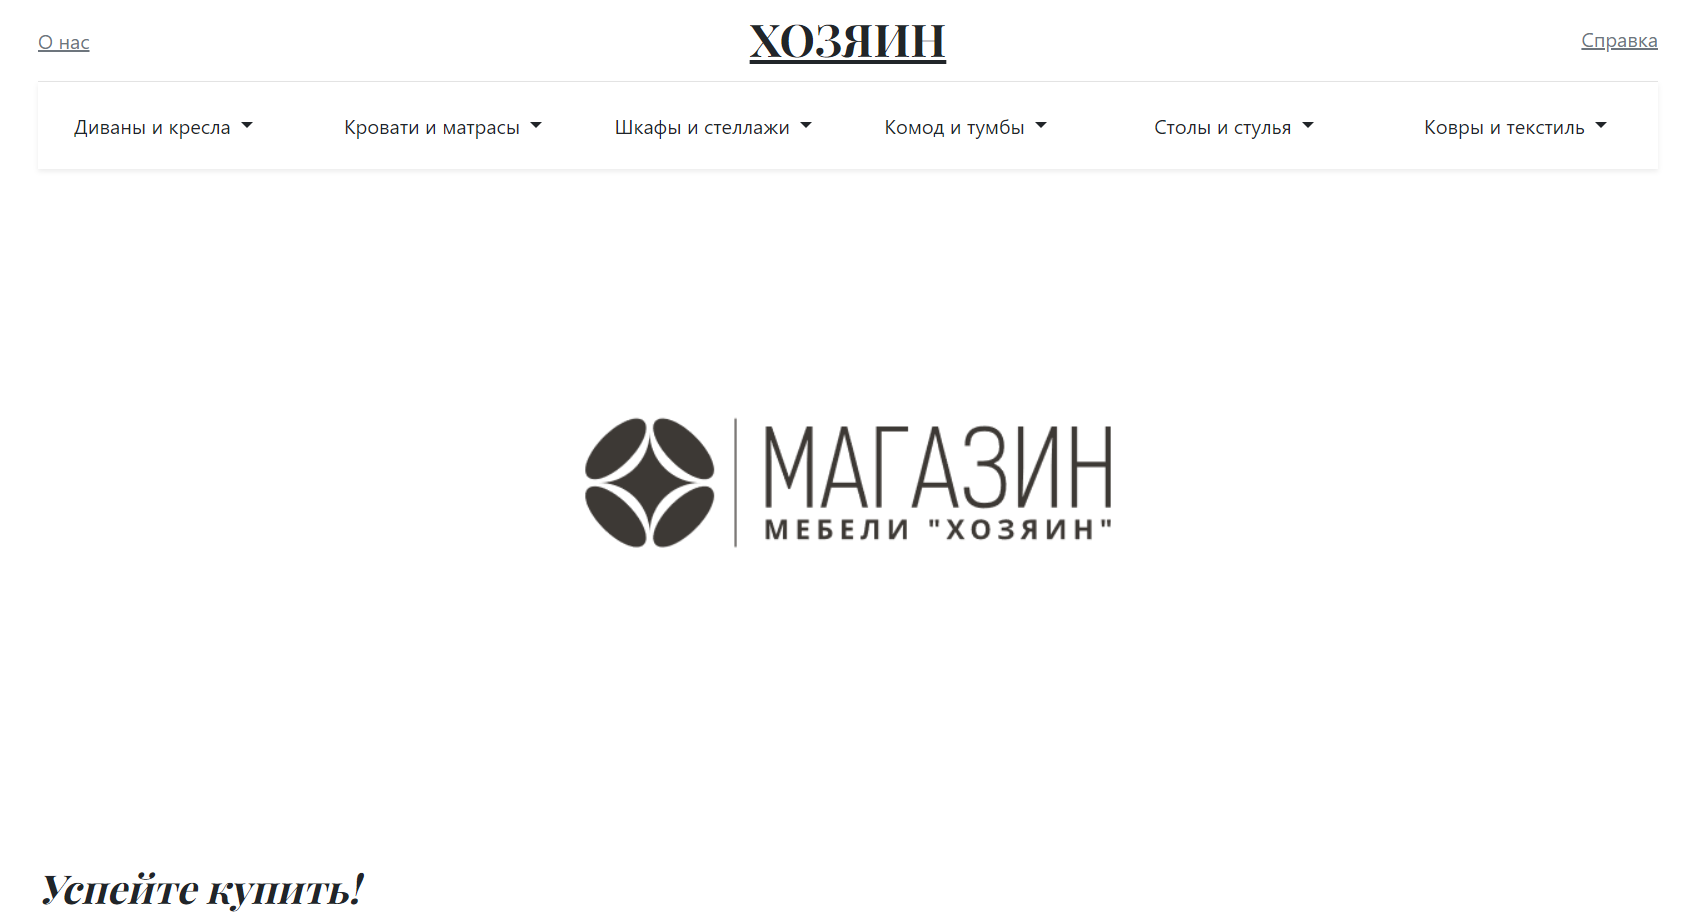 О нас
ХОЗЯИН
Справка
Диваны и кресла
Кровати и матрасы
Шкафы и стеллажи
Комод и тумбы
Столы и стулья
Ковры и текстиль
МАГАЗИН
МЕБЕЛИ "ХОЗЯИН"
Успейте купить!